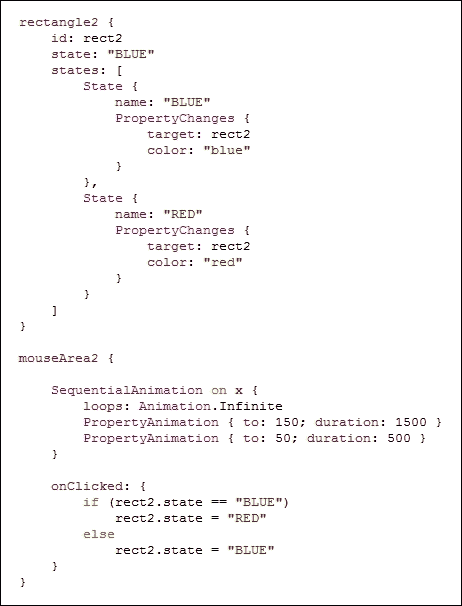 rectangle2 {
    id: rect2
    state: "BLUE"
    states: [
        State {
            name: "BLUE"
            PropertyChanges {
                target: rect2
                color: "blue"
            }
        },
        State {
            name: "RED"
            PropertyChanges {
                target: rect2
                color: "red"
            }
        }
    ]
}

mouseArea2 {

    SequentialAnimation on x {
        loops: Animation.Infinite
        PropertyAnimation { to: 150; duration: 1500 }
        PropertyAnimation { to: 50; duration: 500 }
    }

    onClicked: {
        if (rect2.state == "BLUE")
            rect2.state = "RED"
        else
            rect2.state = "BLUE"
    }
}